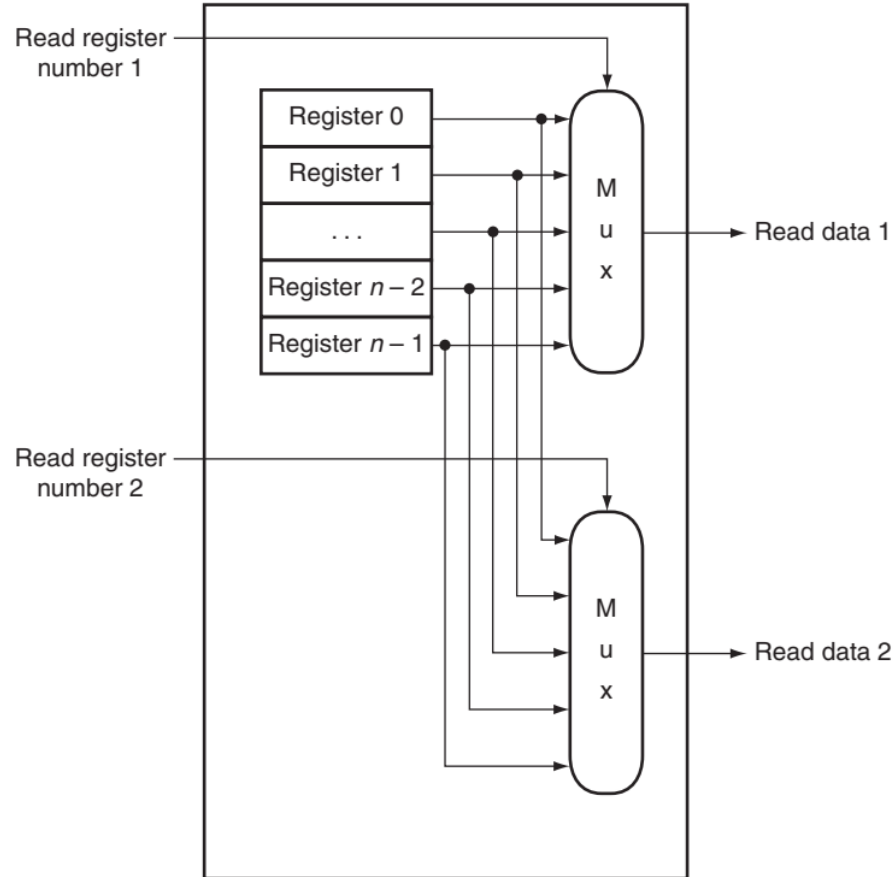 Read register
number 1
Register 0
Register 1
. . .
Register n – 2
Register n – 1
M
u
x
Read data 1
Read register
number 2
M
u
x
Read data 2